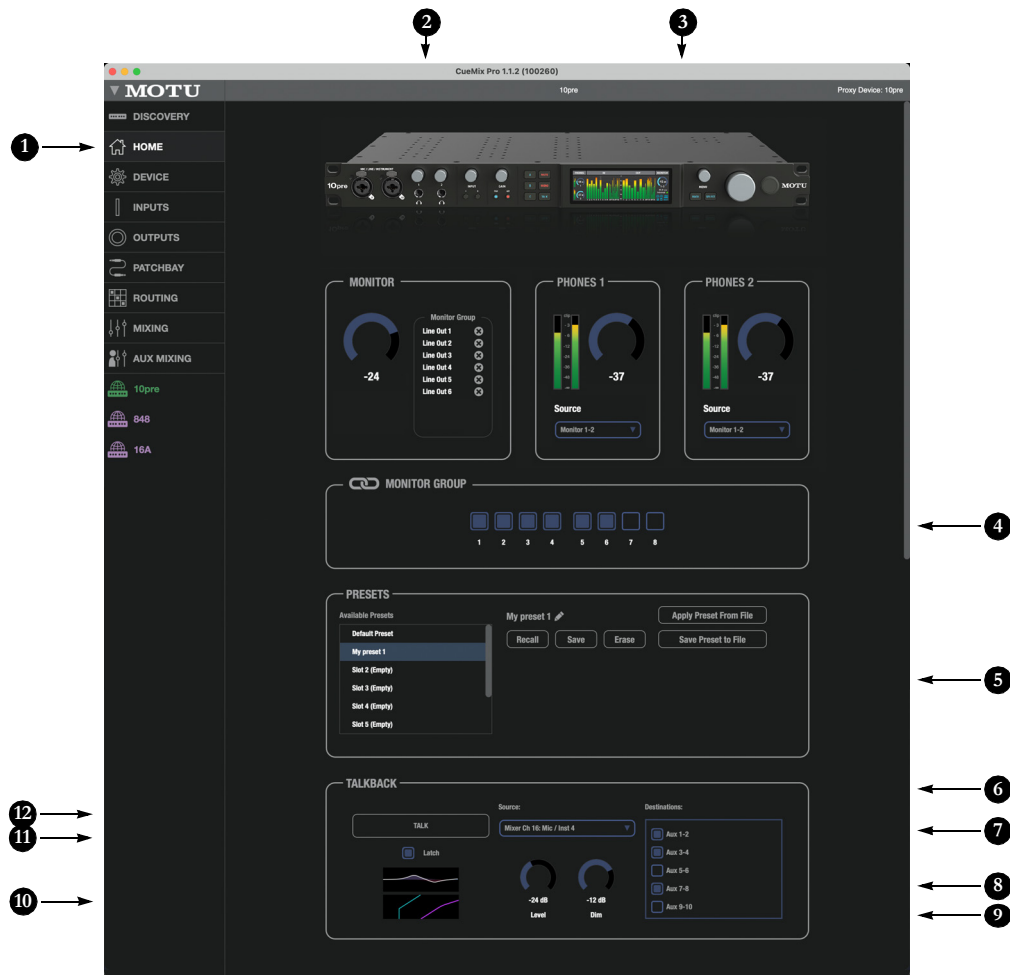 2 3
CueMix Pro 1.1.2 (100260)
MOTU
10pre
Proxy Device: 10pre
DISCOVERY
1
HOME
DEVICE
INPUTS
OUTPUTS
PATCHBAY
ROUTING
MIXING
AUX MIXING
10pre
848
16A
10pre
MOTU
MONITOR
-24
Monitor Group
Line Out 1
Line Out 2
Line Out 3
Line Out 4
Line Out 5
Line Out 6
PHONES 1
-37
Source
Monitor 1-2
PHONES 2
-37
Source
Monitor 1-2
MONITOR GROUP
1 2 3 4 5 6 7 8
4
PRESETS
Available Presets
Default Preset
My preset 1
Slot 2 (Empty)
Slot 3 (Empty)
Slot 4 (Empty)
Slot 5 (Empty)
My preset 1
Recall Save Erase
Apply Preset From File
Save Preset to File
5
TALKBACK
6
12
11
10
TALK
Latch
Source:
Mixer Ch 16: Mic / Inst 4
-24 dB
Level
-12 dB
Dim
Destinations:
Aux 1-2
Aux 3-4
Aux 5-6
Aux 7-8
Aux 9-10
7
8
9